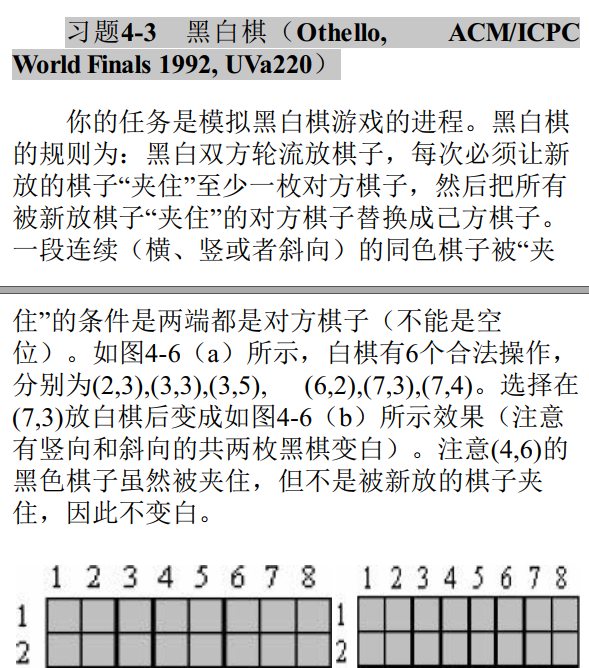 习题4-3 黑白棋（Othello, ACM/ICPC
World Finals 1992, UVa220）
你的任务是模拟黑白棋游戏的进程。黑白棋
的规则为：黑白双方轮流放棋子，每次必须让新
放的棋子“夹住”至少一枚对方棋子，然后把所有
被新放棋子“夹住”的对方棋子替换成己方棋子。
一段连续（横、竖或者斜向）的同色棋子被“夹
住”的条件是两端都是对方棋子（不能是空
位）。如图4-6（a）所示，白棋有6个合法操作，
分别为(2,3),(3,3),(3,5), (6,2),(7,3),(7,4)。选择在
(7,3)放白棋后变成如图4-6（b）所示效果（注意
有竖向和斜向的共两枚黑棋变白）。注意(4,6)的
黑色棋子虽然被夹住，但不是被新放的棋子夹
住，因此不变白。
1 2 3 4 5 6 7 8
1
2
1 2 3 4 5 6 7 8
1
2